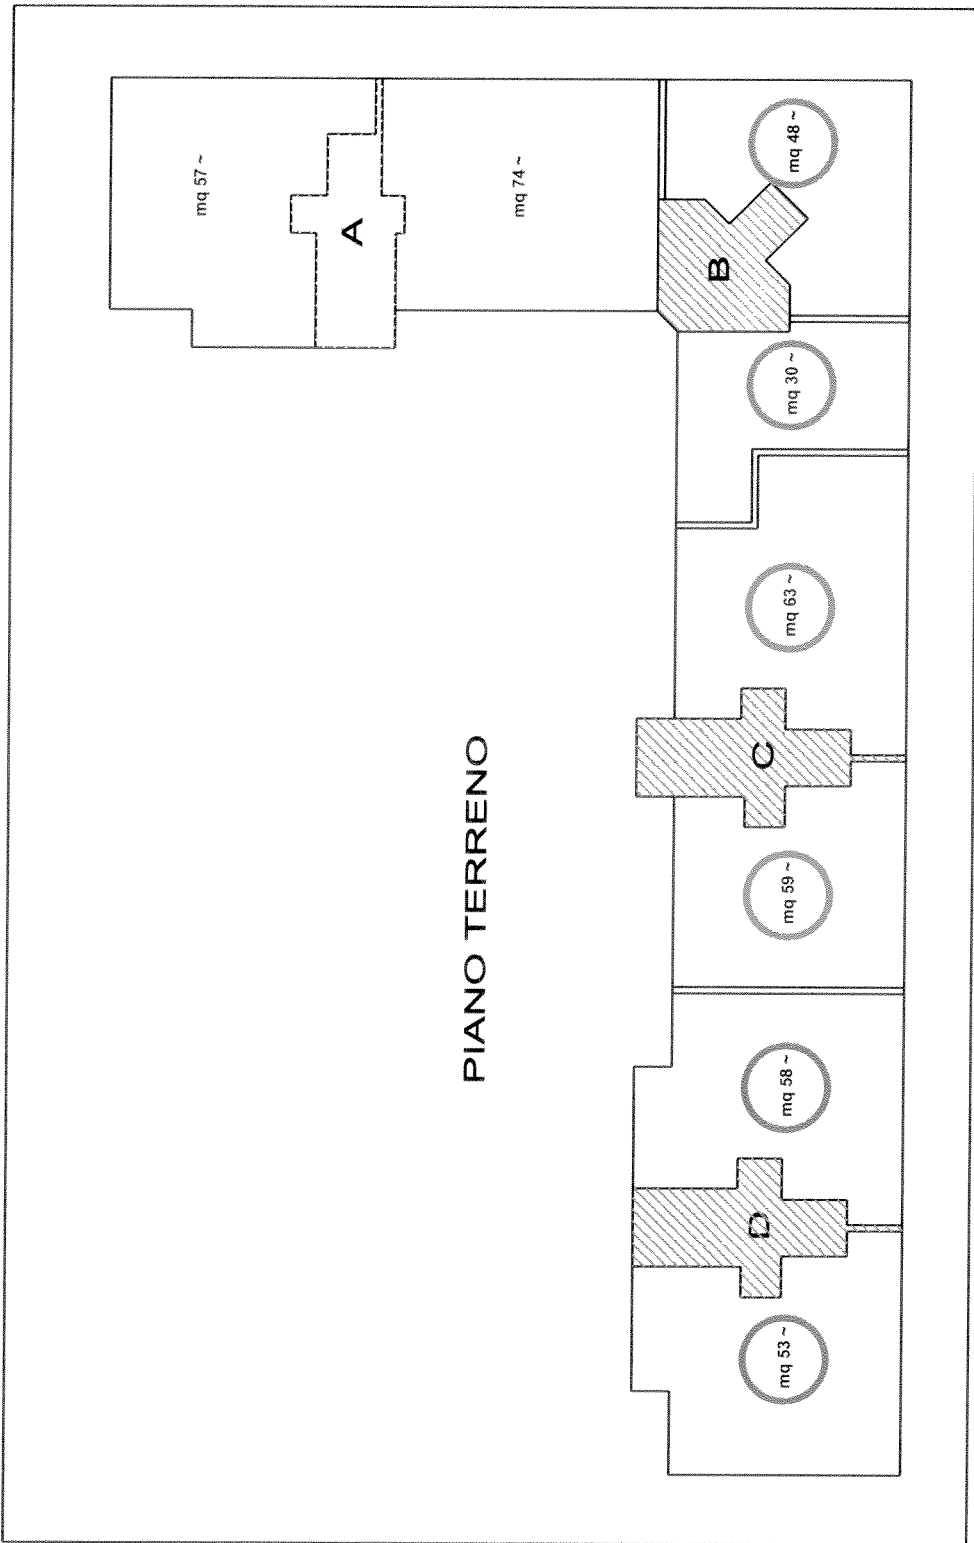 PIANO TERRENO
mq 53 ~
D
mq 58 ~
mq 59 ~
C
mq 63 ~
mq 30 ~
B
mq 48 ~
mq 74 ~
A
mq 57 ~